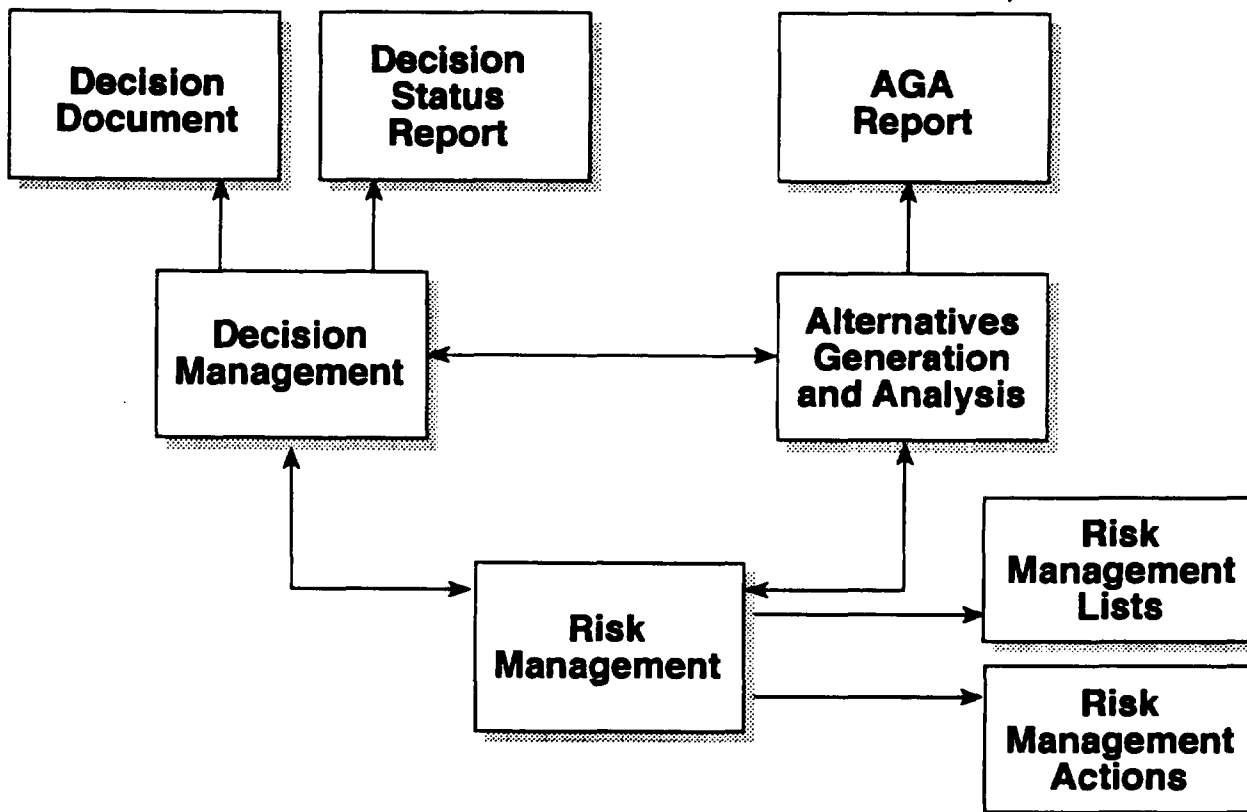 Decision
Document
Decision
Status
Report
AGA
Report
Decision
Management
Alternatives
Generation
and Analysis
Risk
Management
Risk
Management
Lists
Risk
Management
Actions